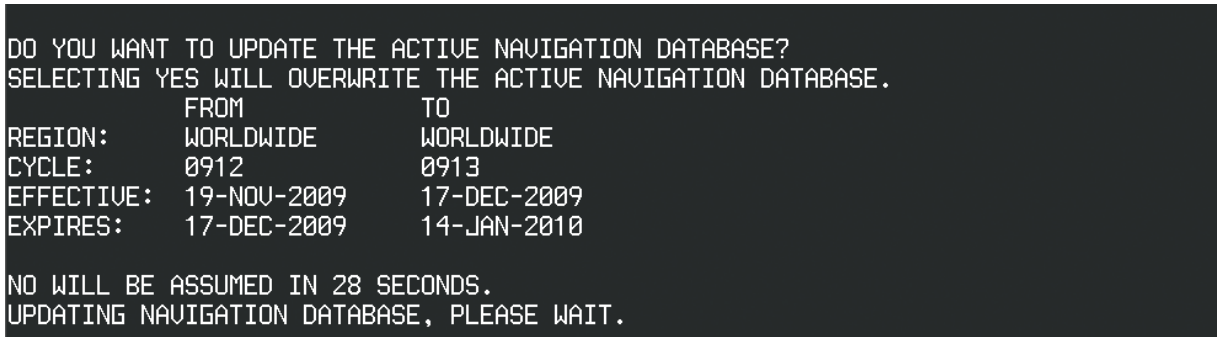 DO YOU WANT TO UPDATE THE ACTIVE NAVIGATION DATABASE?
SELECTING YES WILL OVERWRITE THE ACTIVE NAVIGATION DATABASE.
FROM TO
REGION: WORLDWIDE WORLDWIDE
CYCLE: 0912 0913
EFFECTIVE: 19-NOV-2009 17-DEC-2009
EXPIRES: 17-DEC-2009 14-JAN-2010
NO WILL BE ASSUMED IN 28 SECONDS.
UPDATING NAVIGATION DATABASE, PLEASE WAIT.